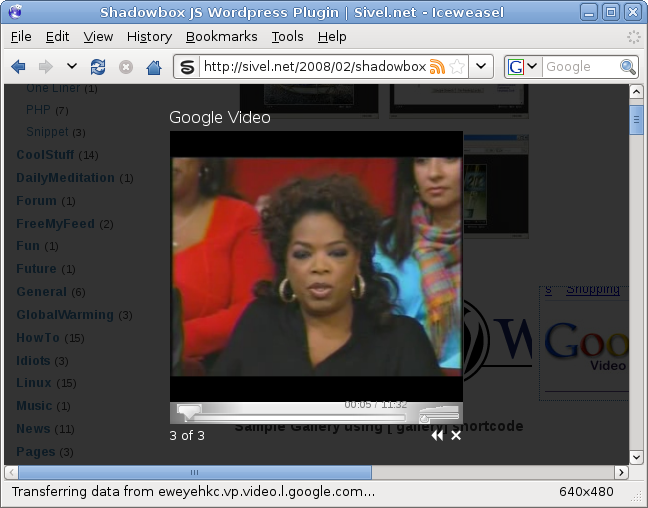 Shadowbox JS Wordpress Plugin | Sivel.net - Iceweasel
File Edit View History Bookmarks Tools Help
http://sivel.net/2008/02/shadowbox
G Google
One Liner (1)
PHP (7)
Snippet (3)
CoolStuff (14)
DailyMeditation (1)
Forum (1)
FreeMyFeed (2)
Fun (1)
Future (1)
General (6)
GlobalWarming (3)
HowTo (15)
Idiots (3)
Linux (15)
Music (1)
News (11)
Pages (3)
Google Video
00:05 / 11:32
3 of 3
s Shopping
W
Goo
Video
Sample Gallery using [ gallery] shortcode
Transferring data from eweyehkc.vp.video.l.google.com... 640x480